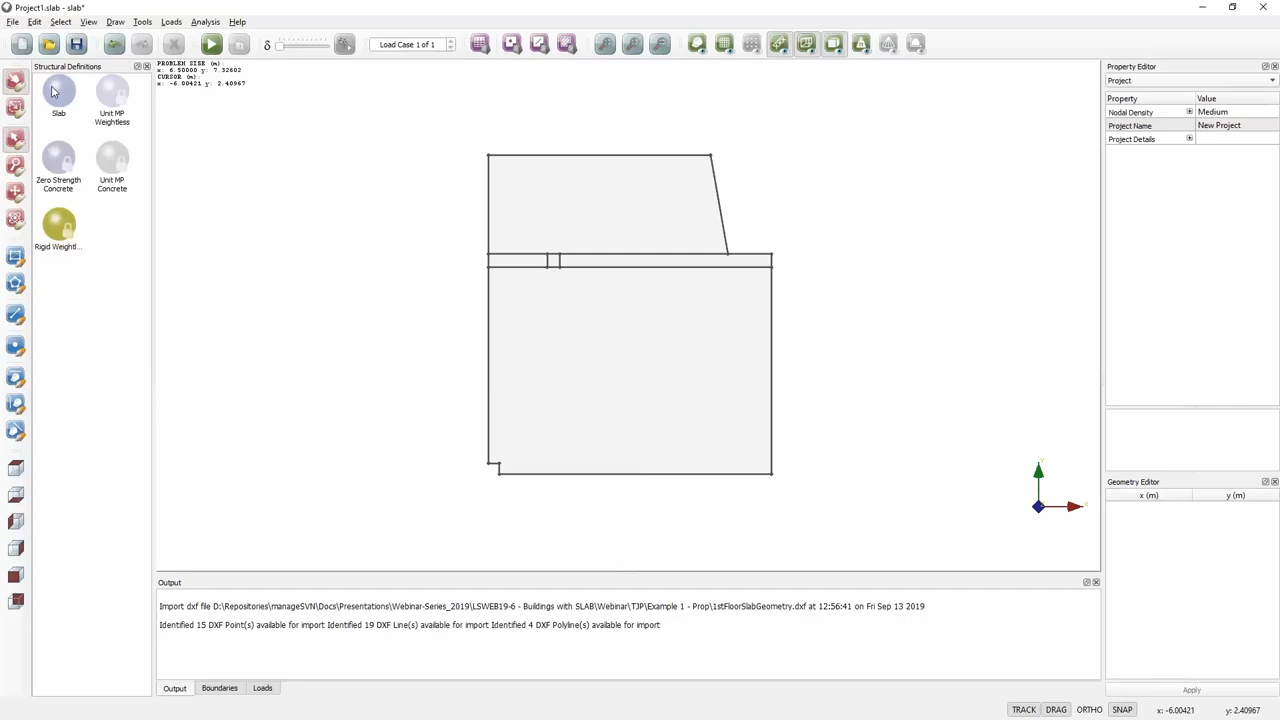 Project1.slab - slab*
File Edit Select View Draw Tools Loads Analysis Help
δ
Load Case 1 of 1
Structural Definitions
Slab
Unit MP Weightless
Zero Strength Concrete
Unit MP Concrete
Rigid Weightl...
PROBLEM SIZE (m):
x: 6.50000 y: 7.32602
CURSOR (m):
x: -6.00421 y: 2.40967
Y
X
Output
Import dxf file D:\Repositories\manageSVN\Docs\Presentations\Webinar-Series_2019\LSWEB19-6 - Buildings with SLAB\Webinar\TJP\Example 1 - Prop\1stFloorSlabGeometry.dxf at 12:56:41 on Fri Sep 13 2019
Identified 15 DXF Point(s) available for import Identified 19 DXF Line(s) available for import Identified 4 DXF Polyline(s) available for import
Output Boundaries Loads
Property Editor
Project
Property Value
Nodal Density Medium
Project Name New Project
Project Details
Geometry Editor
x (m) y (m)
Apply
TRACK DRAG ORTHO SNAP x: -6.00421 y: 2.40967